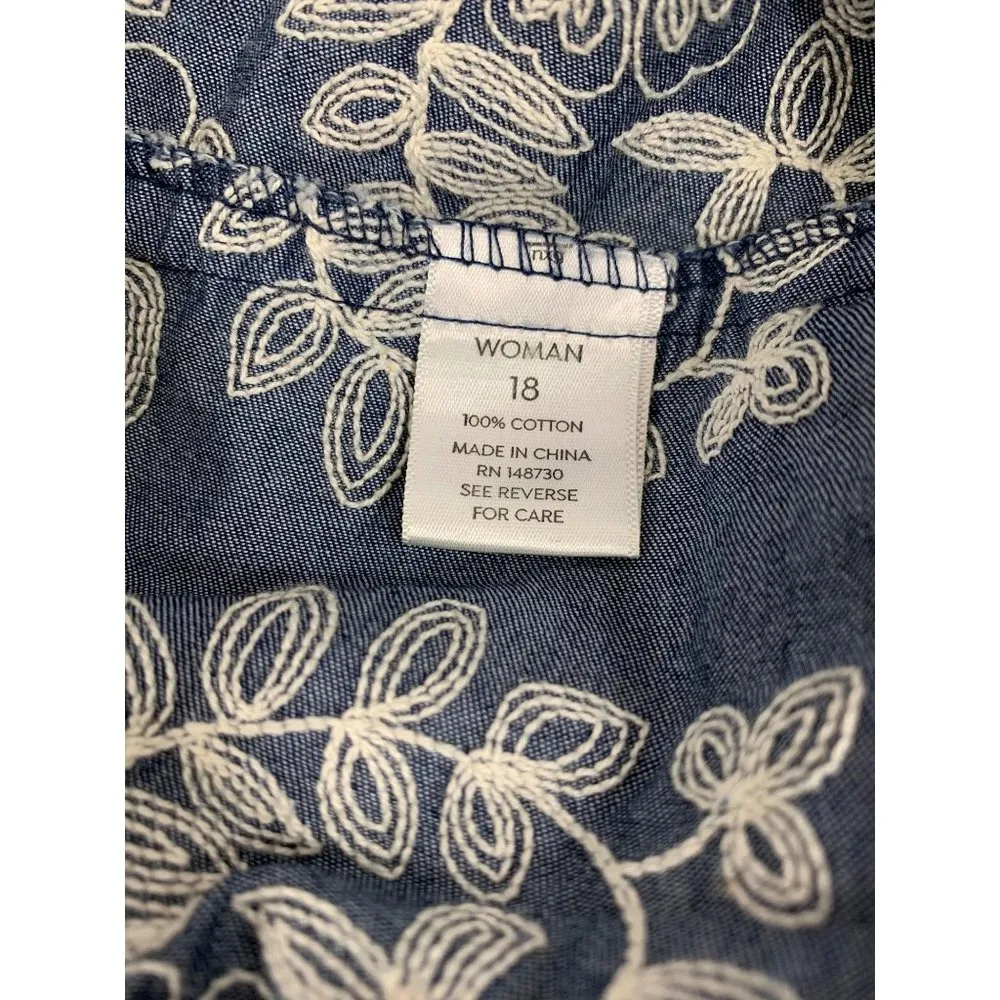 WOMAN
18
100% COTTON
MADE IN CHINA
RN 148730
SEE REVERSE
FOR CARE